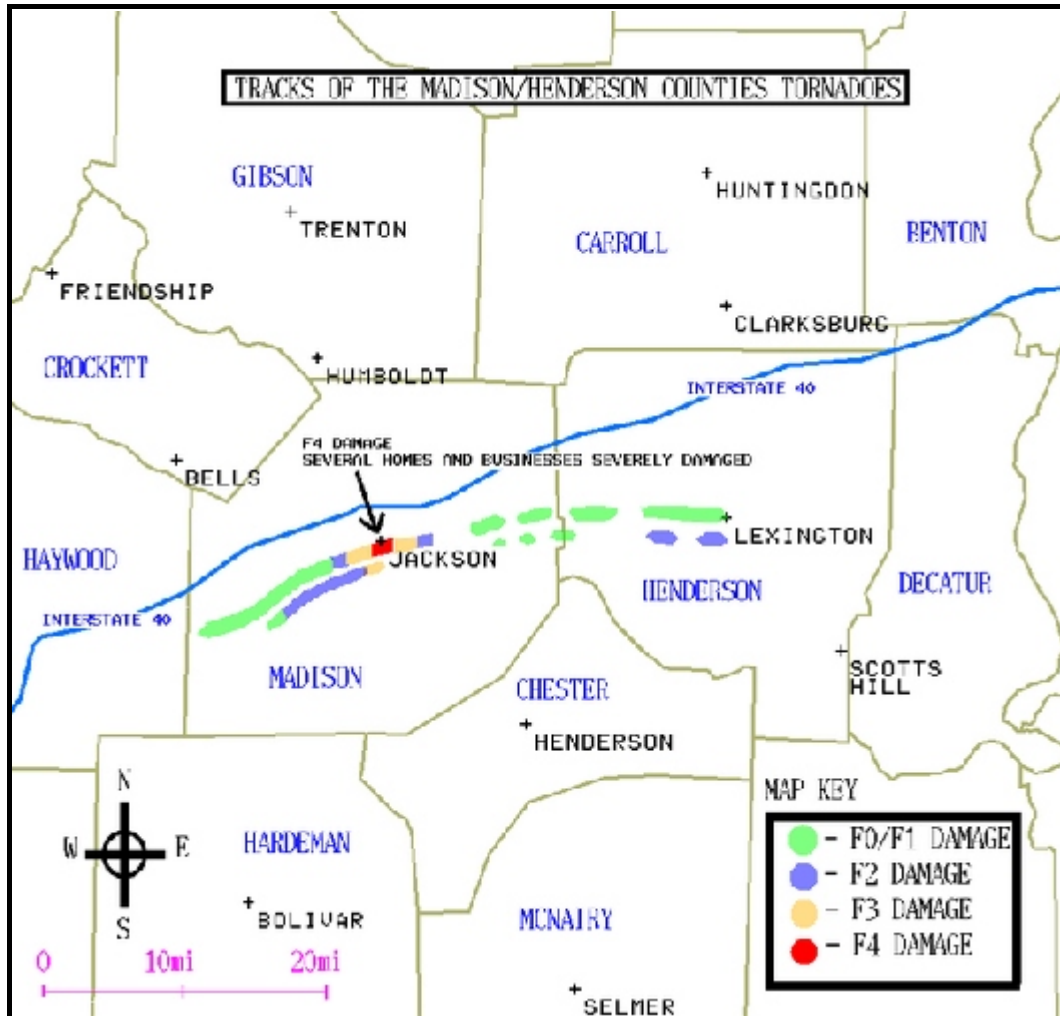 TRACKS OF THE MADISON/HENDERSON COUNTIES TORNADOES
GIBSON
HUNTINGDON
TRENTON
CARROLL
BENTON
FRIENDSHIP
CLARKSBURG
CROCKETT
HUMBOLDT
INTERSTATE 40
F4 DAMAGE
SEVERAL HOMES AND BUSINESSES SEVERELY DAMAGED
BELLS
LEXINGTON
JACKSON
HAYWOOD
HENDERSON
DECATUR
INTERSTATE 40
MADISON
SCOTTS
HILL
CHESTER
HENDERSON
N
W E
S
HARDEMAN
BOLIVAR
MCNAIRY
0 10mi 20mi
SELMER
MAP KEY
- F0/F1 DAMAGE
- F2 DAMAGE
- F3 DAMAGE
- F4 DAMAGE